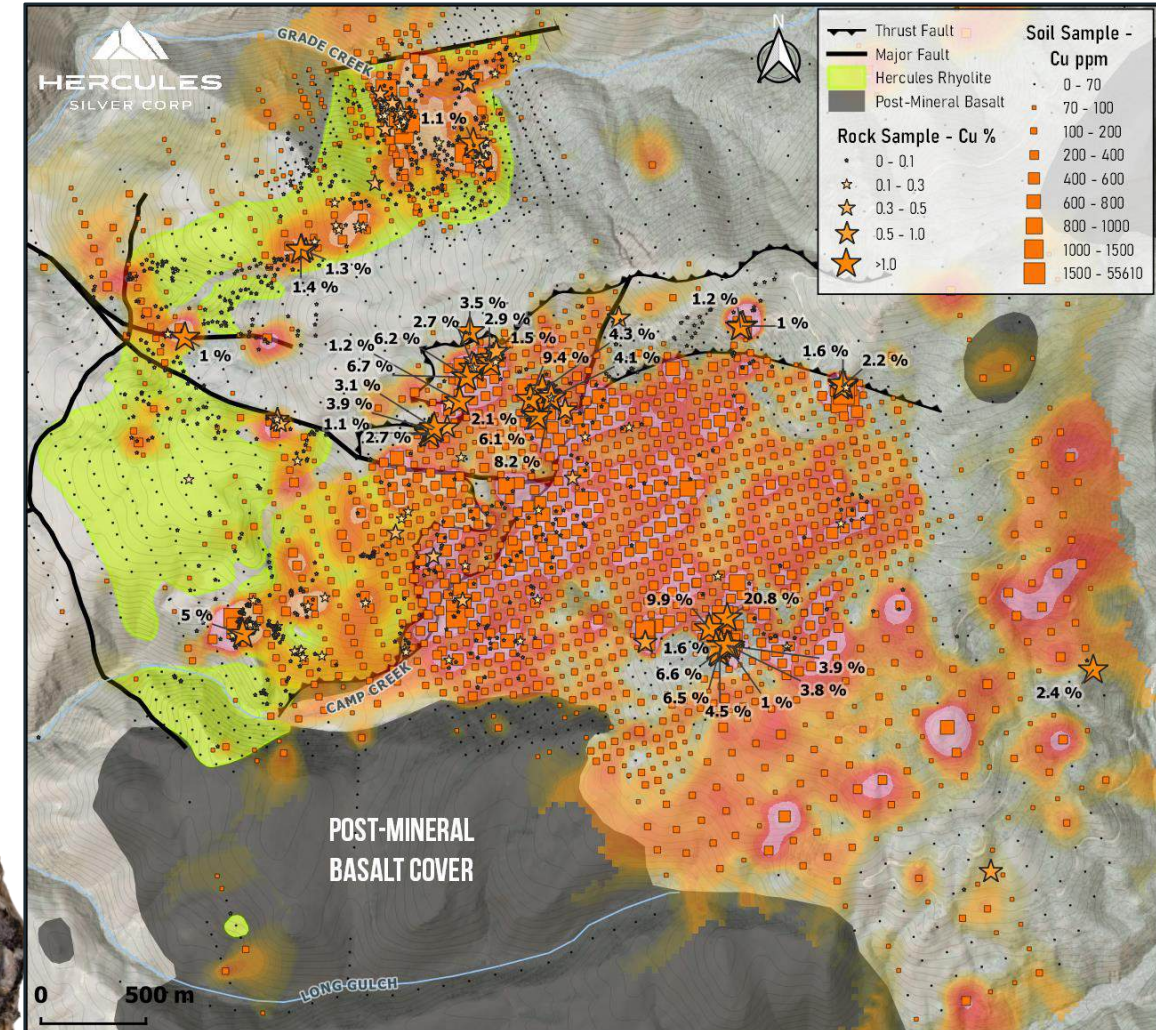 HERCULES
SILVER CORP
GRADE CREEK
N
Thrust Fault
Major Fault
Hercules Rhyolite
Post-Mineral Basalt
Rock Sample - Cu %
0 - 0.1
0.1 - 0.3
0.3 - 0.5
0.5 - 1.0
>1.0
Soil Sample -
Cu ppm
0 - 70
70 - 100
100 - 200
200 - 400
400 - 600
600 - 800
800 - 1000
1000 - 1500
1500 - 55610
1.1 %
1.3 %
1.4 %
1 %
3.5 %
2.7 %
2.9 %
1.2 %
6.2 %
1.5 %
6.7 %
9.4 %
4.3 %
4.1 %
3.1 %
3.9 %
1.1 %
2.7 %
2.1 %
6.1 %
8.2 %
1.2 %
1 %
1.6 %
2.2 %
5 %
9.9 %
20.8 %
1.6 %
6.6 %
6.5 %
4.5 %
1 %
3.8 %
3.9 %
2.4 %
CAMP CREEK
POST-MINERAL
BASALT COVER
LONG GULCH
0 500 m